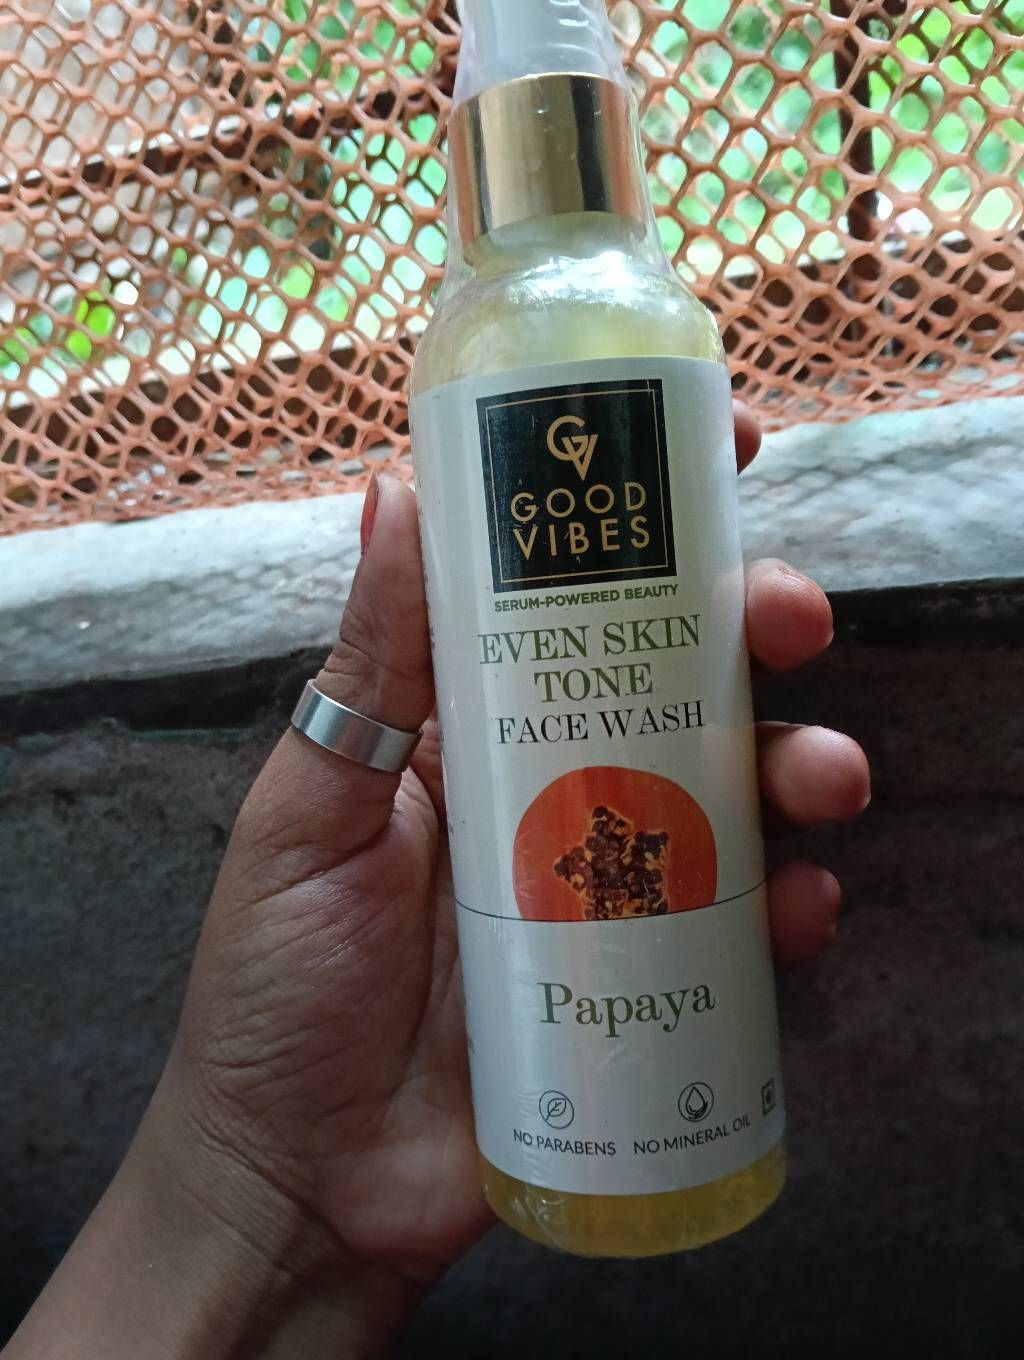 GV
GOOD
VIBES
SERUM-POWERED BEAUTY
EVEN SKIN
TONE
FACE WASH
Papaya
NO PARABENS NO MINERAL OIL